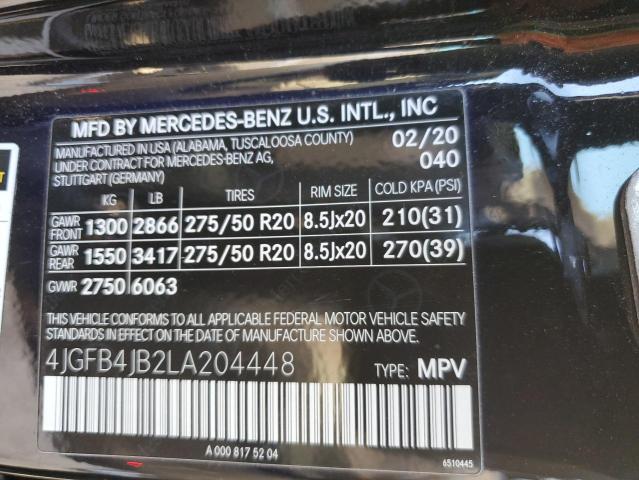 MFD BY MERCEDES-BENZ U.S. INTL., INC
MANUFACTURED IN USA (ALABAMA, TUSCALOOSA COUNTY) 02/20
UNDER CONTRACT FOR MERCEDES-BENZ AG, 040
STUTTGART (GERMANY)
KG LB TIRES RIM SIZE COLD KPA (PSI)
GAWR FRONT 1300 2866 275/50 R20 8.5Jx20 210(31)
GAWR REAR 1550 3417 275/50 R20 8.5Jx20 270(39)
GVWR 2750 6063
THIS VEHICLE CONFORMS TO ALL APPLICABLE FEDERAL MOTOR VEHICLE SAFETY
STANDARDS IN EFFECT ON THE DATE OF MANUFACTURE SHOWN ABOVE.
4JGFB4JB2LA204448 TYPE: MPV
A 000 817 52 04
6510445